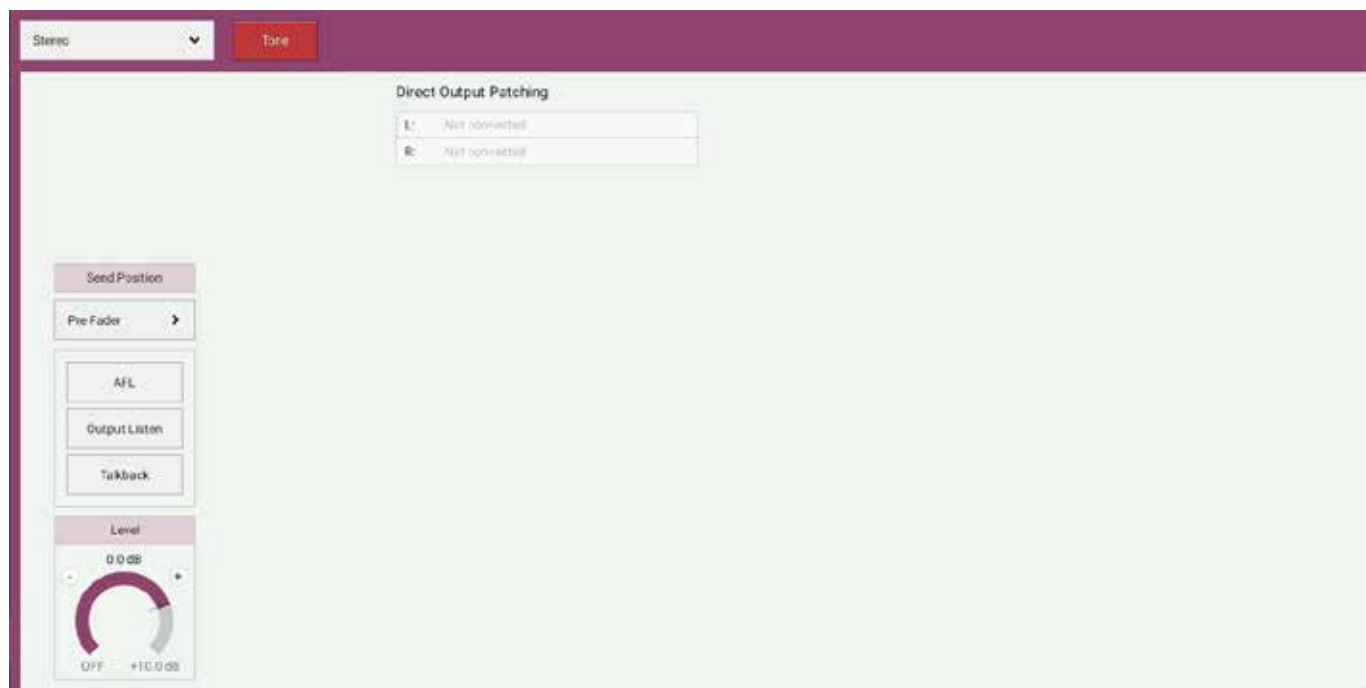 Stereo
Tone
Direct Output Patching
L: Not connected
R: Not connected
Send Position
Pre Fader
AFL
Output Listen
Talkback
Level
0.0 dB
- +
OFF +10.0 dB